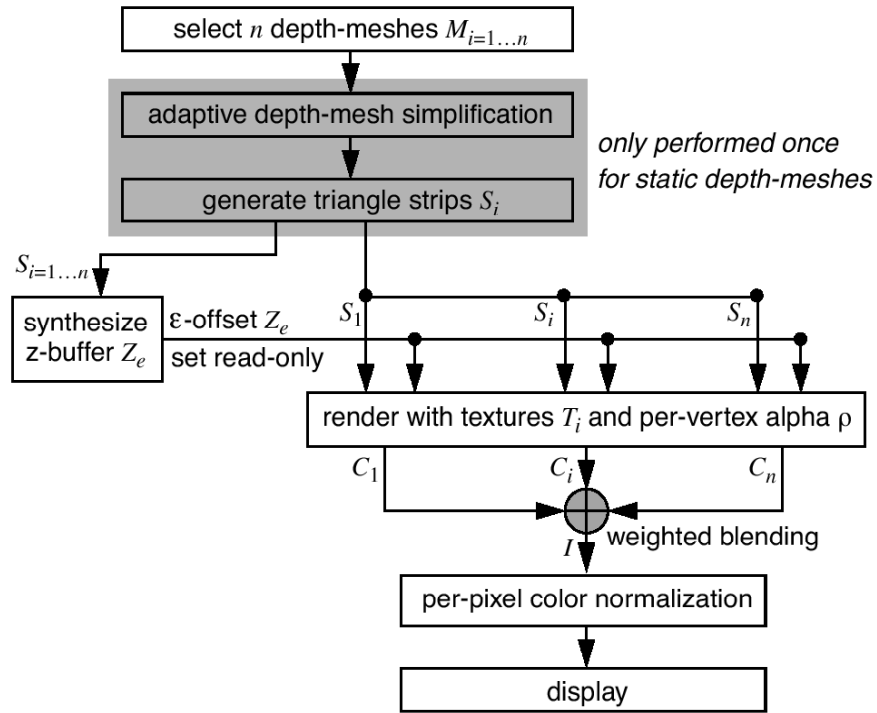 select n depth-meshes M_{i=1…n}
adaptive depth-mesh simplification
only performed once
for static depth-meshes
generate triangle strips S_i
S_{i=1…n}
synthesize
z-buffer Z_e
ε-offset Z_e
set read-only
S_1
S_i
S_n
render with textures T_i and per-vertex alpha ρ
C_1
C_i
C_n
weighted blending
I
per-pixel color normalization
display